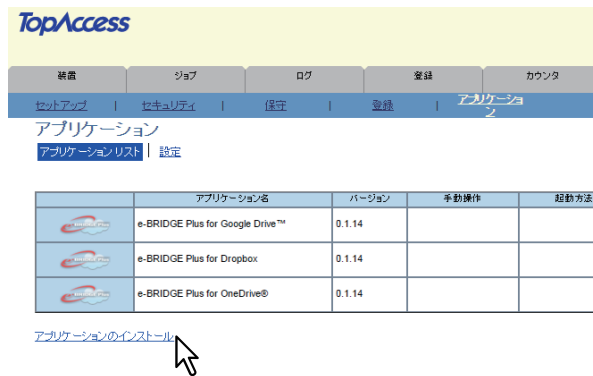 TopAccess
装置 ジョブ ログ 登録 カウンタ
セットアップ | セキュリティ | 保守 | 登録 | アプリケーション
アプリケーション
アプリケーションリスト | 設定
アプリケーション名 バージョン 手動操作 起動方法
e-BRIDGE Plus for Google Drive™ 0.1.14
e-BRIDGE Plus for Dropbox 0.1.14
e-BRIDGE Plus for OneDrive® 0.1.14
アプリケーションのインストール